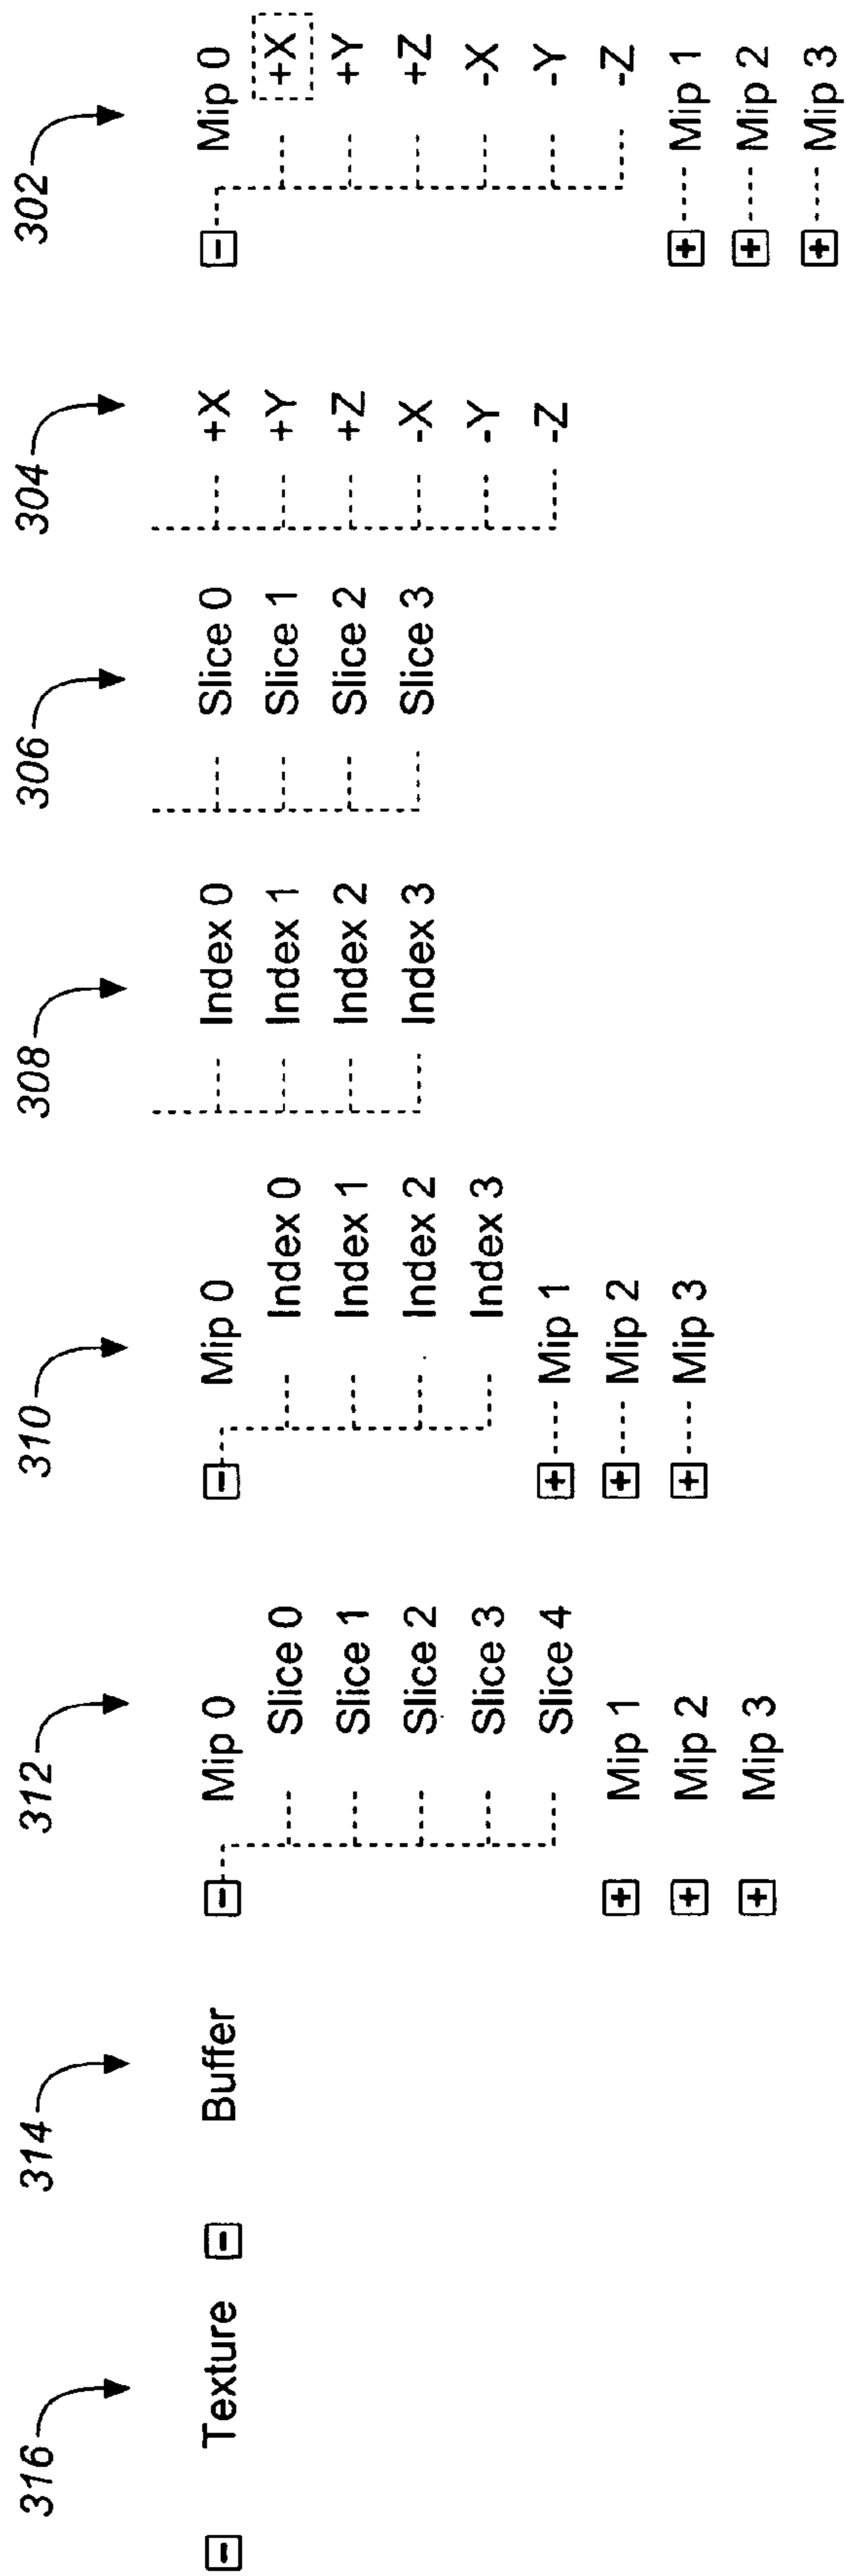 316
Texture
314
Buffer
312
Mip 0
Slice 0
Slice 1
Slice 2
Slice 3
Slice 4
Mip 1
Mip 2
Mip 3
310
Mip 0
Index 0
Index 1
Index 2
Index 3
Mip 1
Mip 2
Mip 3
308
Index 0
Index 1
Index 2
Index 3
306
Slice 0
Slice 1
Slice 2
Slice 3
304
+X
+Y
+Z
-X
-Y
-Z
302
Mip 0
+X
+Y
+Z
-X
-Y
-Z
Mip 1
Mip 2
Mip 3